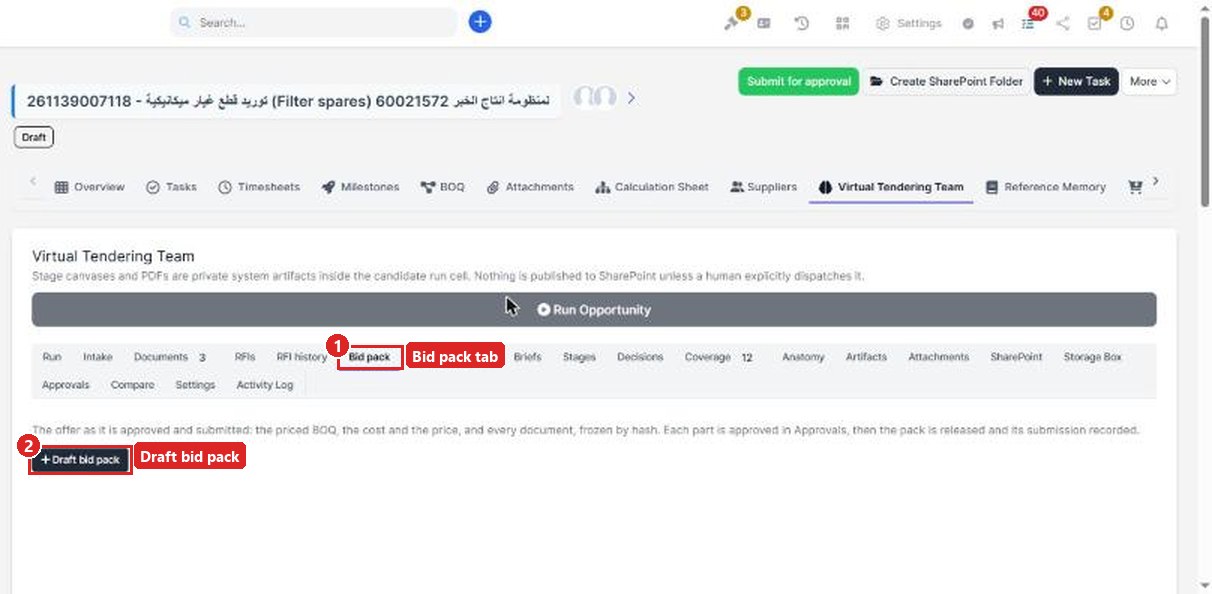 Search...
3
Settings
40
4
Submit for approval
Create SharePoint Folder
+ New Task
More
261139007118 - توريد قطع غيار ميكانيكية (Filter spares) 60021572 لمنظومة انتاج الخبر
Draft
Overview
Tasks
Timesheets
Milestones
BOQ
Attachments
Calculation Sheet
Suppliers
Virtual Tendering Team
Reference Memory
Virtual Tendering Team
Stage canvases and PDFs are private system artifacts inside the candidate run cell. Nothing is published to SharePoint unless a human explicitly dispatches it.
Run Opportunity
Run Intake Documents 3 RFIs RFI history 1 Bid pack Bid pack tab Briefs Stages Decisions Coverage 12 Anatomy Artifacts Attachments SharePoint Storage Box
Approvals Compare Settings Activity Log
The offer as it is approved and submitted: the priced BOQ, the cost and the price, and every document, frozen by hash. Each part is approved in Approvals, then the pack is released and its submission recorded.
2 + Draft bid pack Draft bid pack